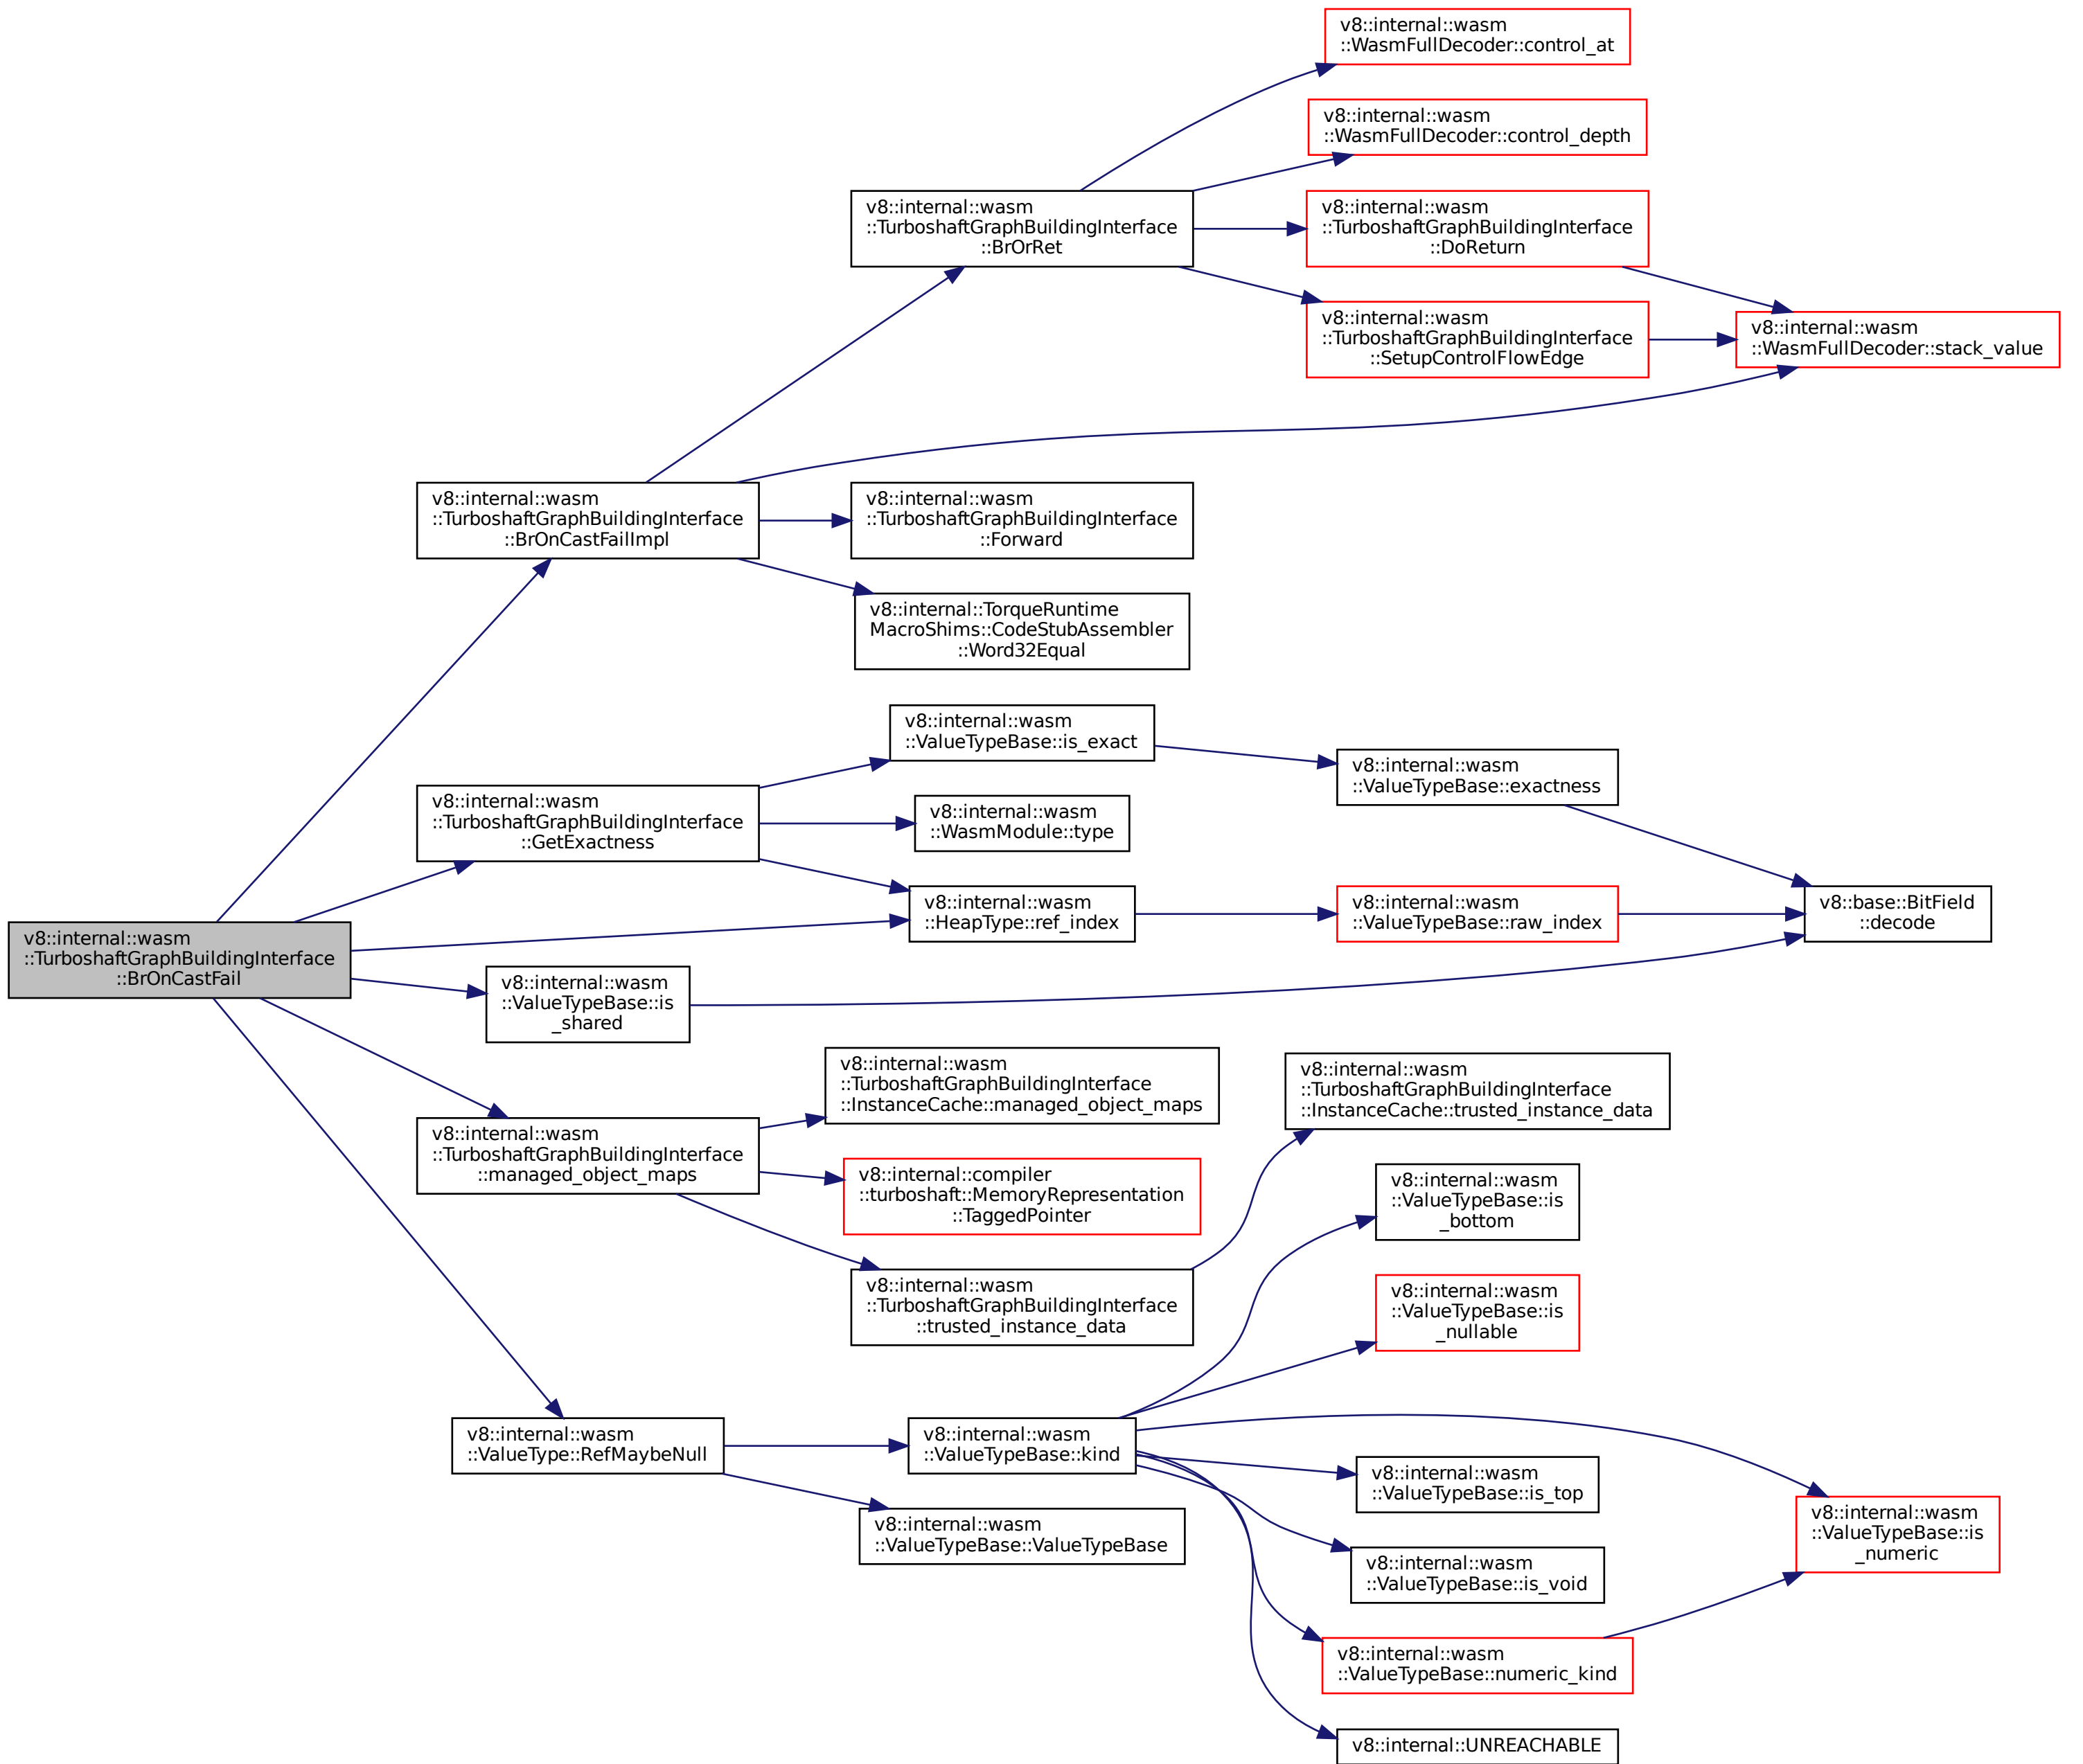 v8::internal::wasm
::WasmFullDecoder::control_at
v8::internal::wasm
::WasmFullDecoder::control_depth
v8::internal::wasm
::TurboshaftGraphBuildingInterface
::BrOrRet
v8::internal::wasm
::TurboshaftGraphBuildingInterface
::DoReturn
v8::internal::wasm
::TurboshaftGraphBuildingInterface
::SetupControlFlowEdge
v8::internal::wasm
::WasmFullDecoder::stack_value
v8::internal::wasm
::TurboshaftGraphBuildingInterface
::BrOnCastFailImpl
v8::internal::wasm
::TurboshaftGraphBuildingInterface
::Forward
v8::internal::TorqueRuntime
MacroShims::CodeStubAssembler
::Word32Equal
v8::internal::wasm
::ValueTypeBase::is_exact
v8::internal::wasm
::ValueTypeBase::exactness
v8::internal::wasm
::TurboshaftGraphBuildingInterface
::GetExactness
v8::internal::wasm
::WasmModule::type
v8::internal::wasm
::HeapType::ref_index
v8::internal::wasm
::ValueTypeBase::raw_index
v8::base::BitField
::decode
v8::internal::wasm
::TurboshaftGraphBuildingInterface
::BrOnCastFail
v8::internal::wasm
::ValueTypeBase::is
_shared
v8::internal::wasm
::TurboshaftGraphBuildingInterface
::InstanceCache::managed_object_maps
v8::internal::wasm
::TurboshaftGraphBuildingInterface
::InstanceCache::trusted_instance_data
v8::internal::wasm
::TurboshaftGraphBuildingInterface
::managed_object_maps
v8::internal::compiler
::turboshaft::MemoryRepresentation
::TaggedPointer
v8::internal::wasm
::ValueTypeBase::is
_bottom
v8::internal::wasm
::TurboshaftGraphBuildingInterface
::trusted_instance_data
v8::internal::wasm
::ValueTypeBase::is
_nullable
v8::internal::wasm
::ValueType::RefMaybeNull
v8::internal::wasm
::ValueTypeBase::kind
v8::internal::wasm
::ValueTypeBase::is_top
v8::internal::wasm
::ValueTypeBase::is
_numeric
v8::internal::wasm
::ValueTypeBase::ValueTypeBase
v8::internal::wasm
::ValueTypeBase::is_void
v8::internal::wasm
::ValueTypeBase::numeric_kind
v8::internal::UNREACHABLE